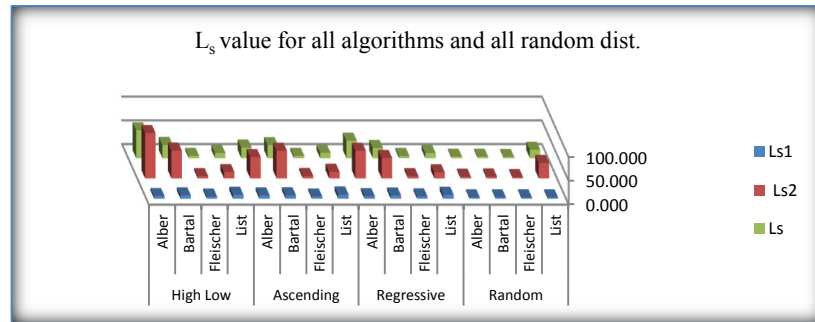 Ls value for all algorithms and all random dist.
100.000
50.000
0.000
Ls1
Ls2
Ls
Alber
Bartal
Fleischer
List
Alber
Bartal
Fleischer
List
Alber
Bartal
Fleischer
List
Alber
Bartal
Fleischer
List
High Low
Ascending
Regressive
Random